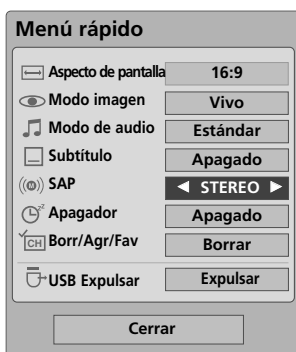 Menú rápido
Aspecto de pantalla 16:9
Modo imagen Vivo
Modo de audio Estándar
Subtítulo Apagado
SAP ◀ STEREO ▶
Apagador Apagado
CH Borr/Agr/Fav Borrar
USB Expulsar Expulsar
Cerrar